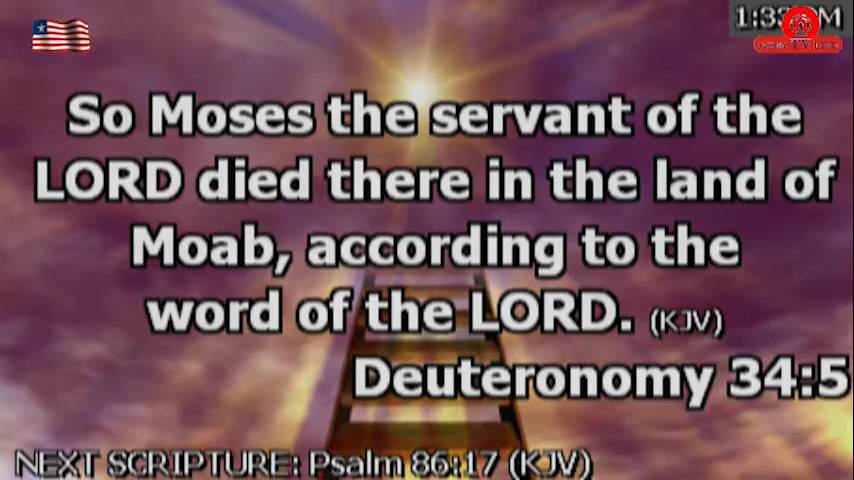 So Moses the servant of the
LORD died there in the land of
Moab, according to the
word of the LORD. (KJV)
Deuteronomy 34:5
NEXT SCRIPTURE: Psalm 86:17 (KJV)
TV